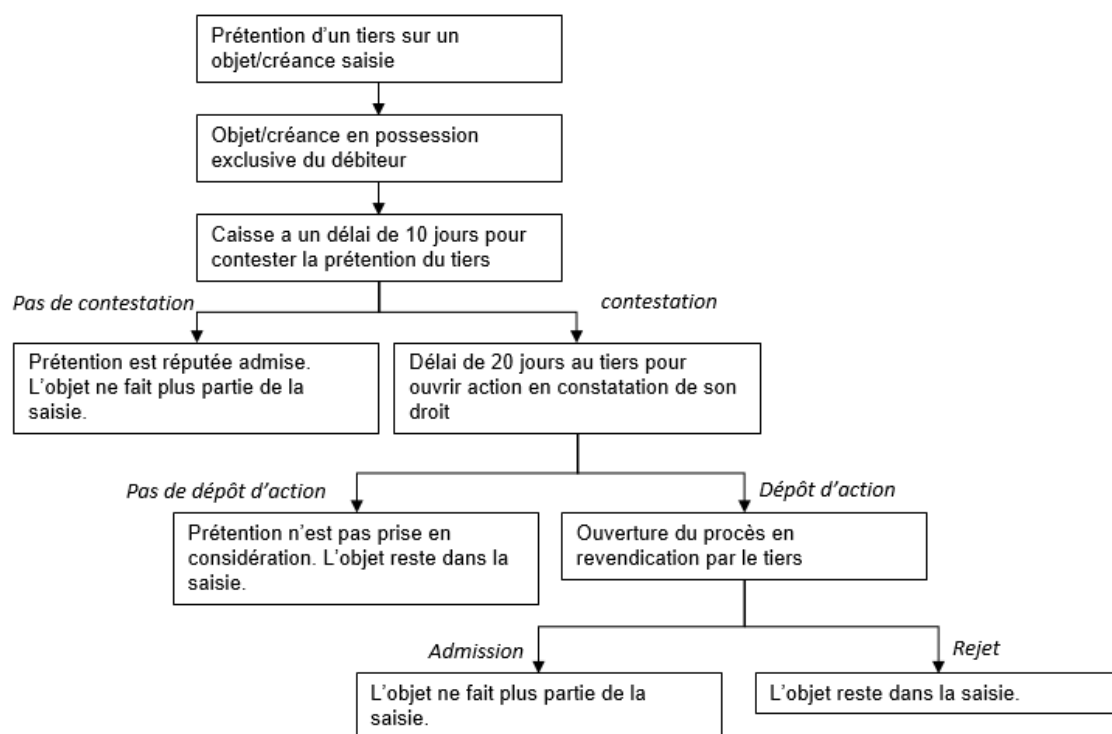 Prétention d’un tiers sur un
objet/créance saisie
Objet/créance en possession
exclusive du débiteur
Caisse a un délai de 10 jours pour
contester la prétention du tiers
Pas de contestation
contestation
Prétention est réputée admise.
L’objet ne fait plus partie de la
saisie.
Délai de 20 jours au tiers pour
ouvrir action en constatation de son
droit
Pas de dépôt d’action
Dépôt d’action
Prétention n’est pas prise en
considération. L’objet reste dans la
saisie.
Ouverture du procès en
revendication par le tiers
Admission
Rejet
L’objet ne fait plus partie de la
saisie.
L’objet reste dans la saisie.